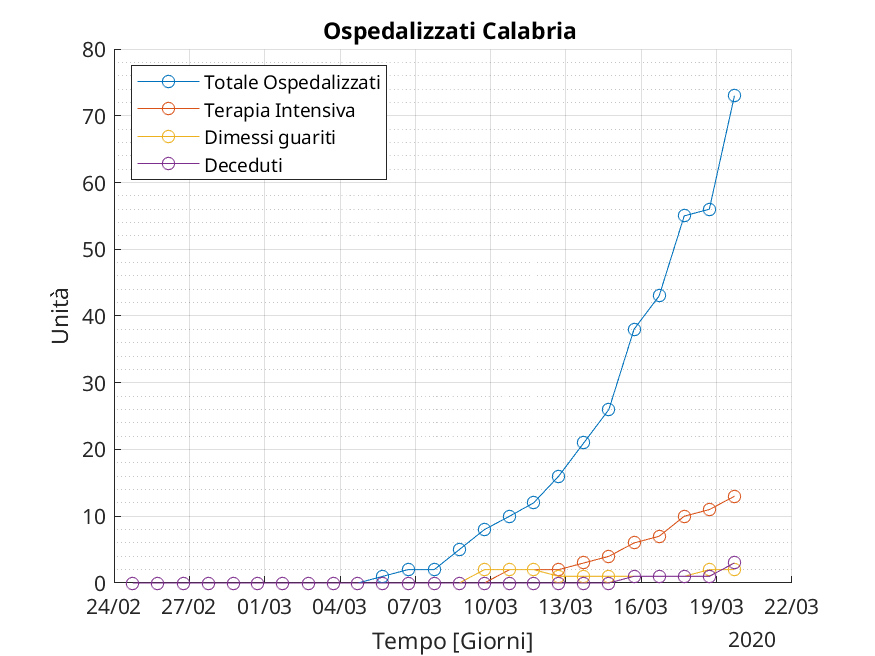 Ospedalizzati Calabria
80
70
60
50
40
30
20
10
0
Unità
Totale Ospedalizzati
Terapia Intensiva
Dimessi guariti
Deceduti
24/02 27/02 01/03 04/03 07/03 10/03 13/03 16/03 19/03 22/03
Tempo [Giorni]
2020